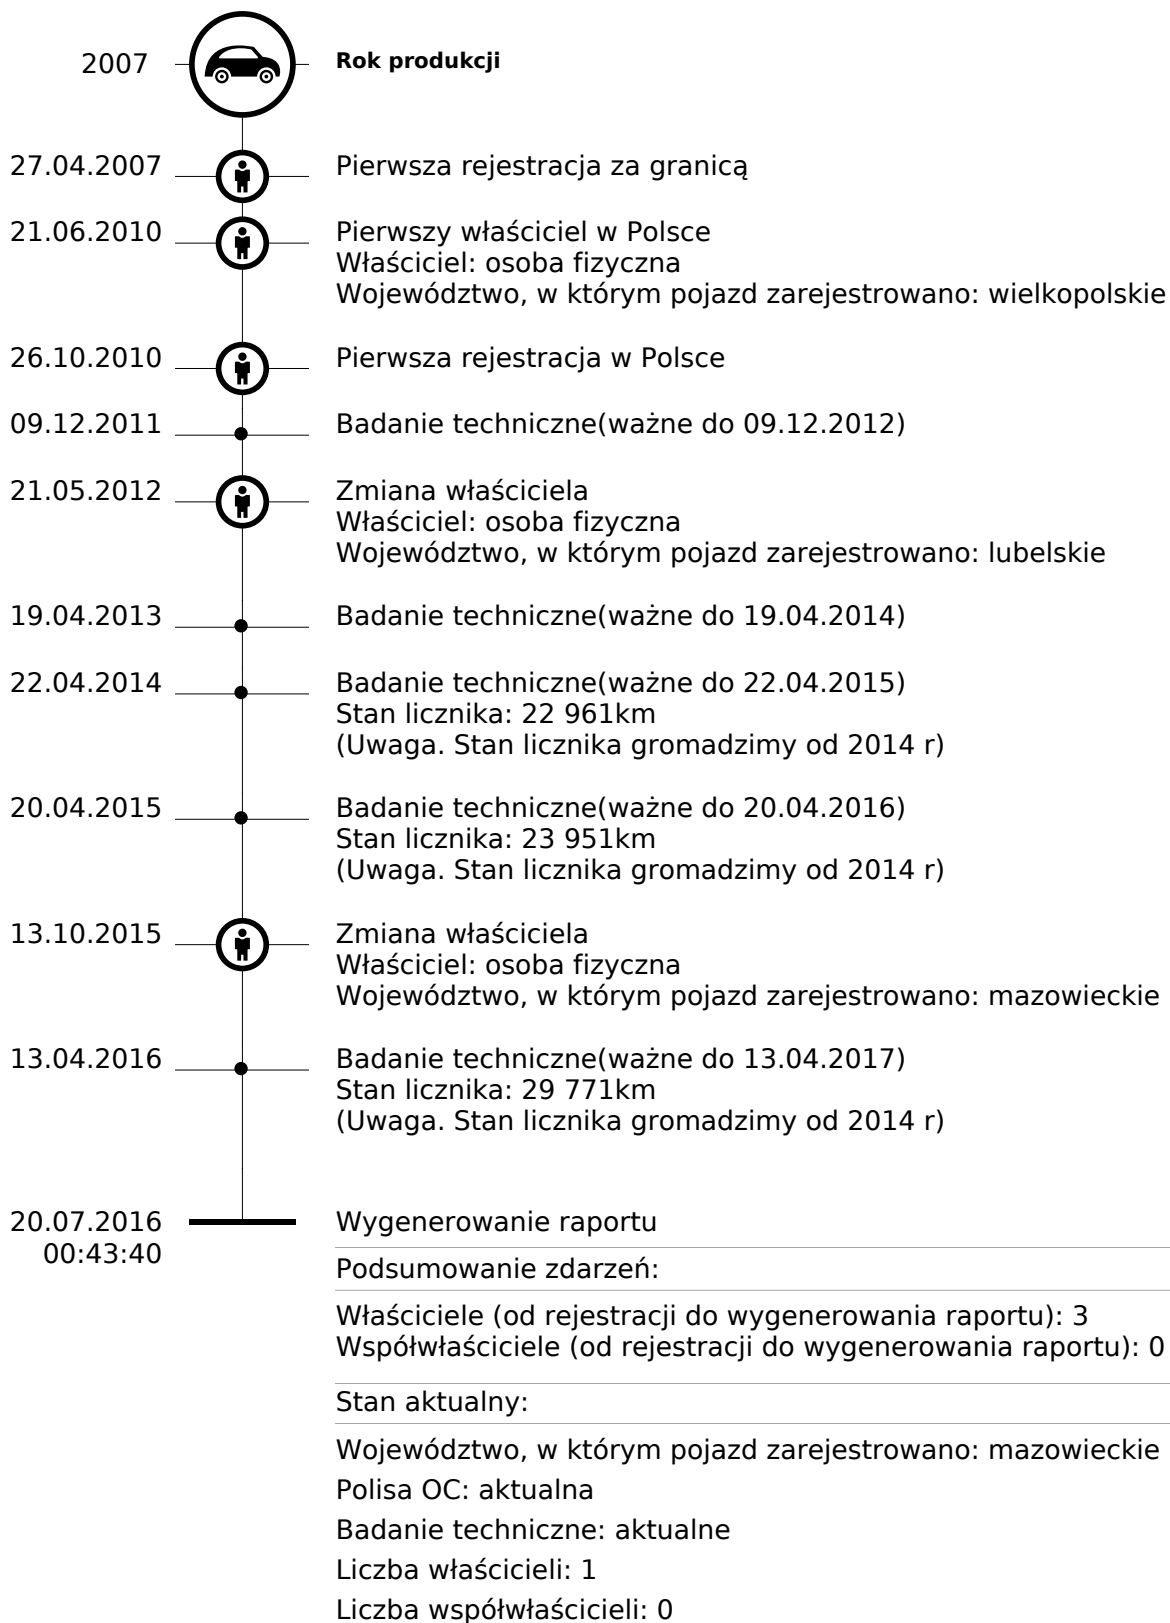 2007 Rok produkcji
27.04.2007 Pierwsza rejestracja za granicą
21.06.2010 Pierwszy właściciel w Polsce
Właściciel: osoba fizyczna
Województwo, w którym pojazd zarejestrowano: wielkopolskie
26.10.2010 Pierwsza rejestracja w Polsce
09.12.2011 Badanie techniczne(ważne do 09.12.2012)
21.05.2012 Zmiana właściciela
Właściciel: osoba fizyczna
Województwo, w którym pojazd zarejestrowano: lubelskie
19.04.2013 Badanie techniczne(ważne do 19.04.2014)
22.04.2014 Badanie techniczne(ważne do 22.04.2015)
Stan licznika: 22 961km
(Uwaga. Stan licznika gromadzimy od 2014 r)
20.04.2015 Badanie techniczne(ważne do 20.04.2016)
Stan licznika: 23 951km
(Uwaga. Stan licznika gromadzimy od 2014 r)
13.10.2015 Zmiana właściciela
Właściciel: osoba fizyczna
Województwo, w którym pojazd zarejestrowano: mazowieckie
13.04.2016 Badanie techniczne(ważne do 13.04.2017)
Stan licznika: 29 771km
(Uwaga. Stan licznika gromadzimy od 2014 r)
20.07.2016 Wygenerowanie raportu
00:43:40
Podsumowanie zdarzeń:
Właściciele (od rejestracji do wygenerowania raportu): 3
Współwłaściciele (od rejestracji do wygenerowania raportu): 0
Stan aktualny:
Województwo, w którym pojazd zarejestrowano: mazowieckie
Polisa OC: aktualna
Badanie techniczne: aktualne
Liczba właścicieli: 1
Liczba współwłaścicieli: 0